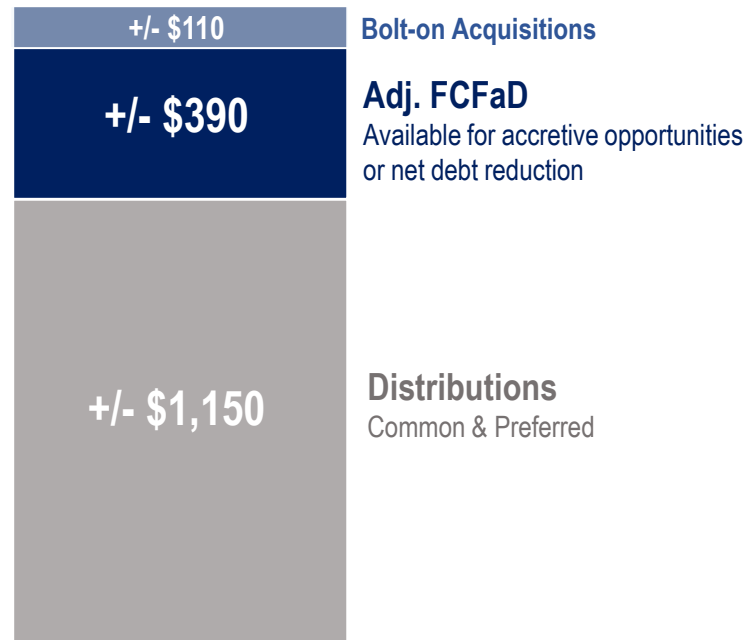 +/- $110
Bolt-on Acquisitions
+/- $390
Adj. FCFaD
Available for accretive opportunities
or net debt reduction
+/- $1,150
Distributions
Common & Preferred